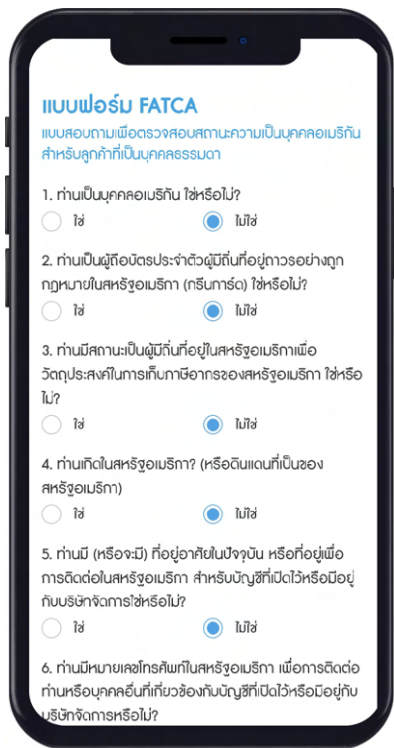 แบบฟอร์ม FATCA
แบบสอบถามเพื่อตรวจสอบสถานะความเป็นบุคคลอเมริกัน
สำหรับลูกค้าที่เป็นบุคคลธรรมดา
1. ท่านเป็นบุคคลอเมริกัน ใช่หรือไม่?
ใช่ ไม่ใช่
2. ท่านเป็นผู้ถือบัตรประจำตัวผู้มีถิ่นที่อยู่ถาวรอย่างถูก
กฎหมายในสหรัฐอเมริกา (กรีนการ์ด) ใช่หรือไม่?
ใช่ ไม่ใช่
3. ท่านมีสถานะเป็นผู้มีถิ่นที่อยู่ในสหรัฐอเมริกาเพื่อ
วัตถุประสงค์ในการเก็บภาษีอากรของสหรัฐอเมริกา ใช่หรือ
ไม่?
ใช่ ไม่ใช่
4. ท่านเกิดในสหรัฐอเมริกา? (หรือดินแดนที่เป็นของ
สหรัฐอเมริกา)
ใช่ ไม่ใช่
5. ท่านมี (หรือจะมี) ที่อยู่อาศัยในปัจจุบัน หรือที่อยู่เพื่อ
การติดต่อในสหรัฐอเมริกา สำหรับบัญชีที่เปิดไว้หรือมีอยู่
กับบริษัทจัดการใช่หรือไม่?
ใช่ ไม่ใช่
6. ท่านมีหมายเลขโทรศัพท์ในสหรัฐอเมริกา เพื่อการติดต่อ
ท่านหรือบุคคลอื่นที่เกี่ยวข้องกับบัญชีที่เปิดไว้หรือมีอยู่กับ
บริษัทจัดการหรือไม่?